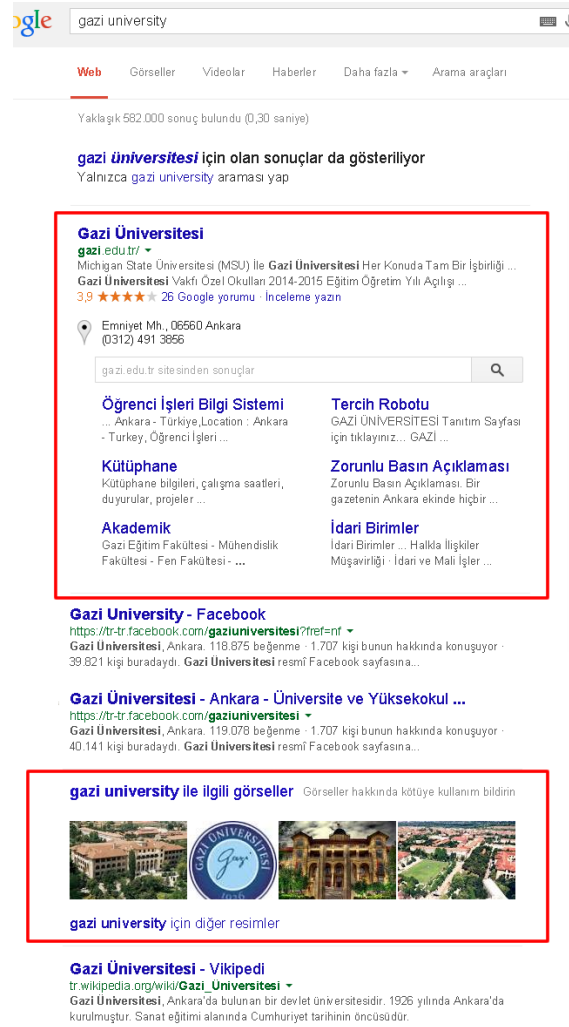 ogle
gazi university
Web Görseller Videolar Haberler Daha fazla Arama araçları
Yaklaşık 582.000 sonuç bulundu (0,30 saniye)
gazi üniversitesi için olan sonuçlar da gösteriliyor
Yalnızca gazi university araması yap
Gazi Üniversitesi
gazi.edu.tr/
Michigan State Üniversitesi (MSU) İle Gazi Üniversitesi Her Konuda Tam Bir İşbirliği ...
Gazi Üniversitesi Vakfı Özel Okulları 2014-2015 Eğitim Öğretim Yılı Açılışı ...
3,9 ★★★★★ 26 Google yorumu · İnceleme yazın
Emniyet Mh., 06560 Ankara
(0312) 491 3856
gazi.edu.tr sitesinden sonuçlar
Öğrenci İşleri Bilgi Sistemi
... Ankara - Türkiye,Location : Ankara
- Turkey, Öğrenci İşleri ...
Tercih Robotu
GAZİ ÜNİVERSİTESİ Tanıtım Sayfası
için tıklayınız... GAZİ ...
Kütüphane
Kütüphane bilgileri, çalışma saatleri,
duyurular, projeler ...
Zorunlu Basın Açıklaması
Zorunlu Basın Açıklaması. Bir
gazetenin Ankara ekinde hiçbir ...
Akademik
Gazi Eğitim Fakültesi - Mühendislik
Fakültesi - Fen Fakültesi - ...
İdari Birimler
İdari Birimler ... Halkla İlişkiler
Müşavirliği · İdari ve Mali İşler ...
Gazi University - Facebook
https://tr-tr.facebook.com/gaziuniversitesi?fref=nf
Gazi Üniversitesi, Ankara. 118.875 beğenme · 1.707 kişi bunun hakkında konuşuyor ·
39.821 kişi buradaydı. Gazi Üniversitesi resmî Facebook sayfasına...
Gazi Üniversitesi - Ankara - Üniversite ve Yüksekokul ...
https://tr-tr.facebook.com/gaziuniversitesi
Gazi Üniversitesi, Ankara. 119.078 beğenme · 1.707 kişi bunun hakkında konuşuyor ·
40.141 kişi buradaydı. Gazi Üniversitesi resmî Facebook sayfasına...
gazi university ile ilgili görseller Görseller hakkında kötüye kullanım bildirin
GAZİ ÜNİVERSİTESİ
Gazi
1926
gazi university için diğer resimler
Gazi Üniversitesi - Vikipedi
tr.wikipedia.org/wiki/Gazi_Üniversitesi
Gazi Üniversitesi, Ankara'da bulunan bir devlet üniversitesidir. 1926 yılında Ankara'da
kurulmuştur. Sanat eğitimi alanında Cumhuriyet tarihinin öncüsüdür.